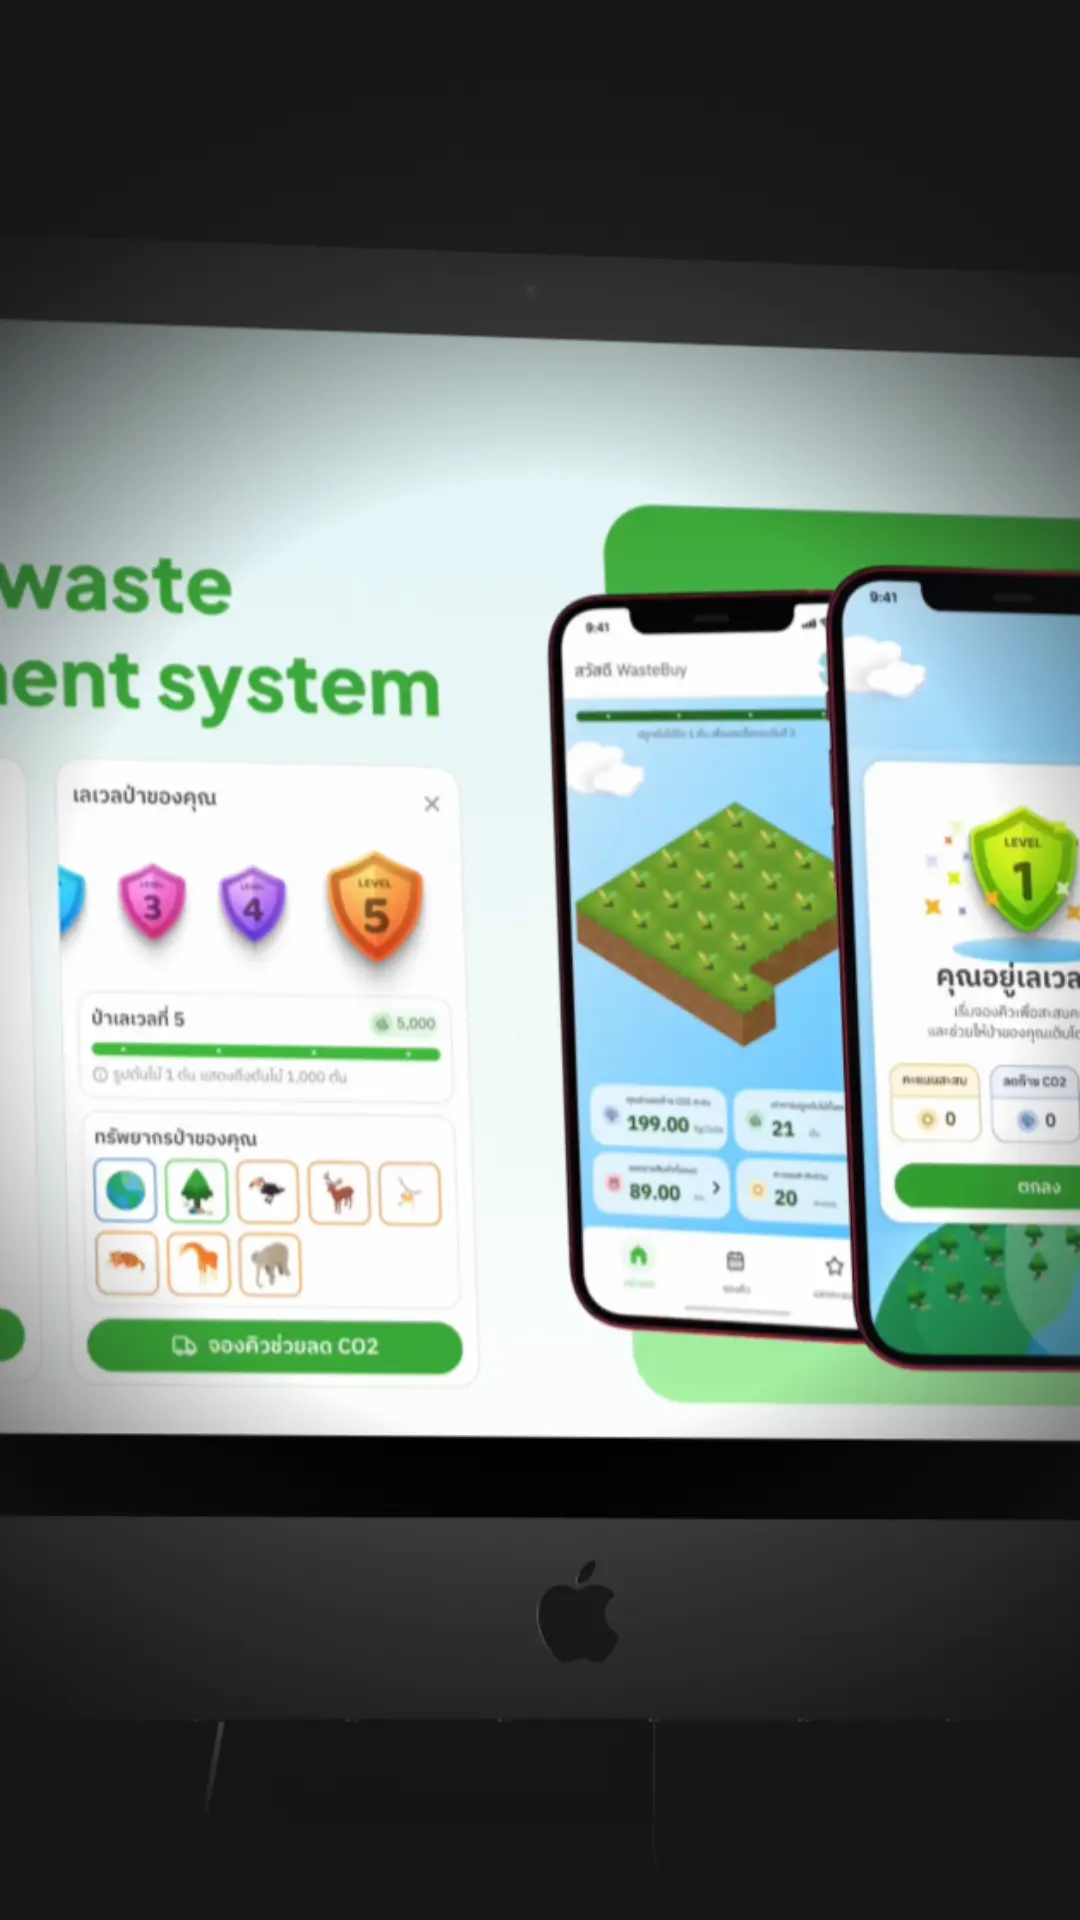 waste
ent system
เลเวลป่าของคุณ
LEVEL
3
LEVEL
4
LEVEL
5
ป่าเลเวลที่ 5
5,000
รูปต้นไม้ 1 ต้น แสดงถึงต้นไม้ 1,000 ต้น
ทรัพยากรป่าของคุณ
จองคิวช่วยลด CO2
9:41
สวัสดี WasteBuy
199.00
21
89.00
20
9:41
LEVEL
1
คุณอยู่เลเวล
เริ่มจองคิวเพื่อสะสมค
และช่วยให้ป่าของคุณเติบโต
คะแนนสะสม
0
ลดก๊าซ CO2
0
ตกลง